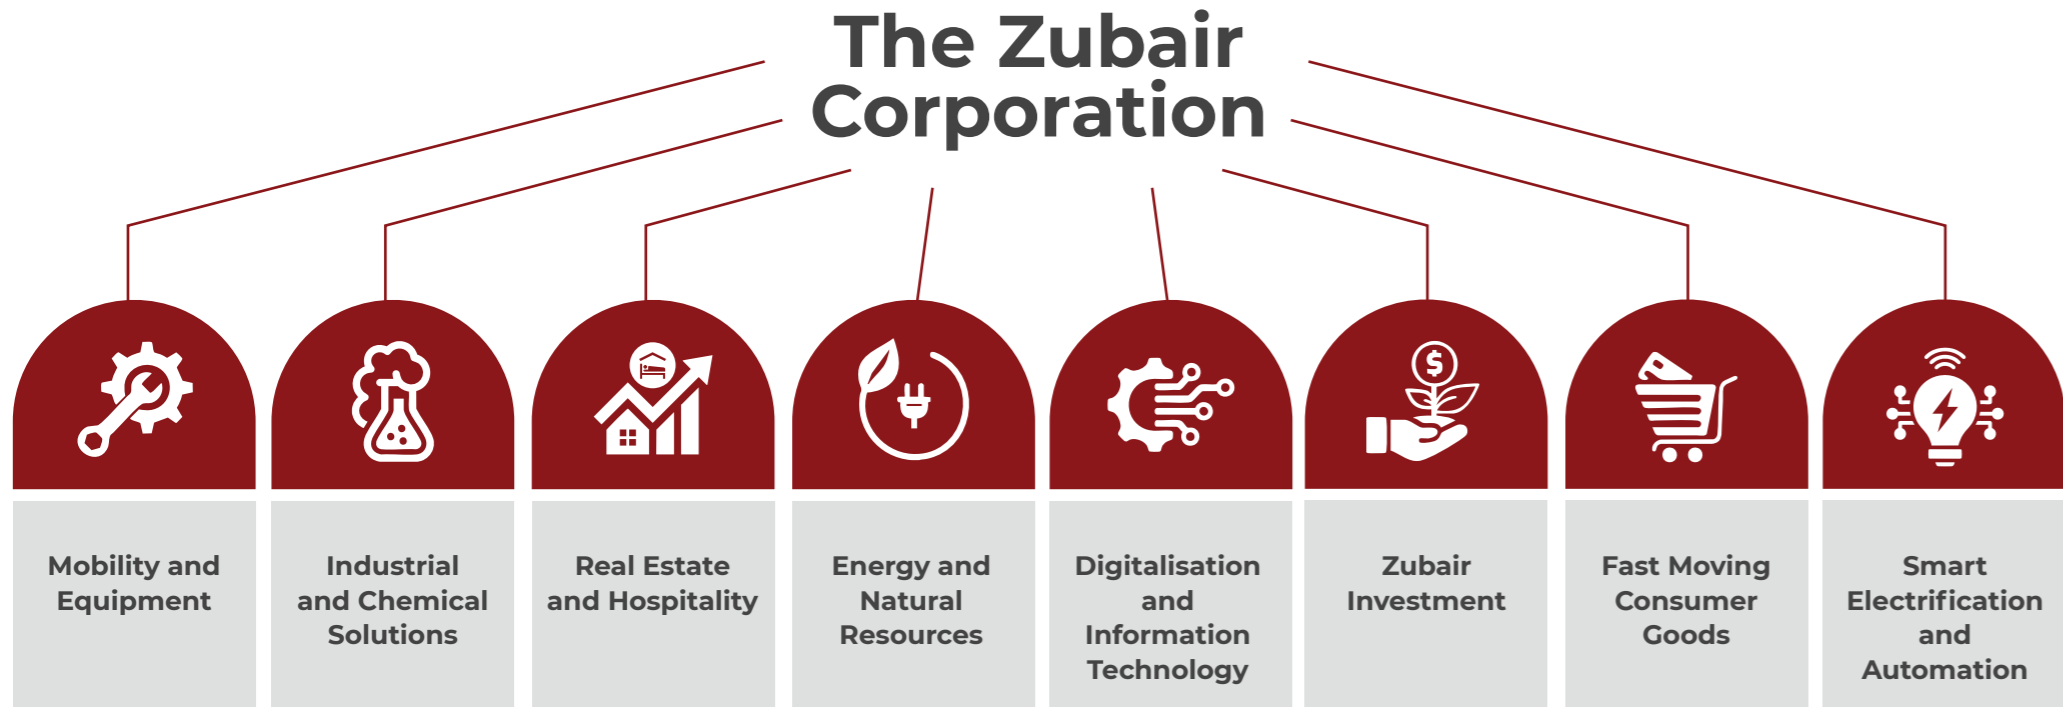 The Zubair
Corporation
Mobility and
Equipment
Industrial
and Chemical
Solutions
Real Estate
and Hospitality
Energy and
Natural
Resources
Digitalisation
and
Information
Technology
Zubair
Investment
Fast Moving
Consumer
Goods
Smart
Electrification
and
Automation